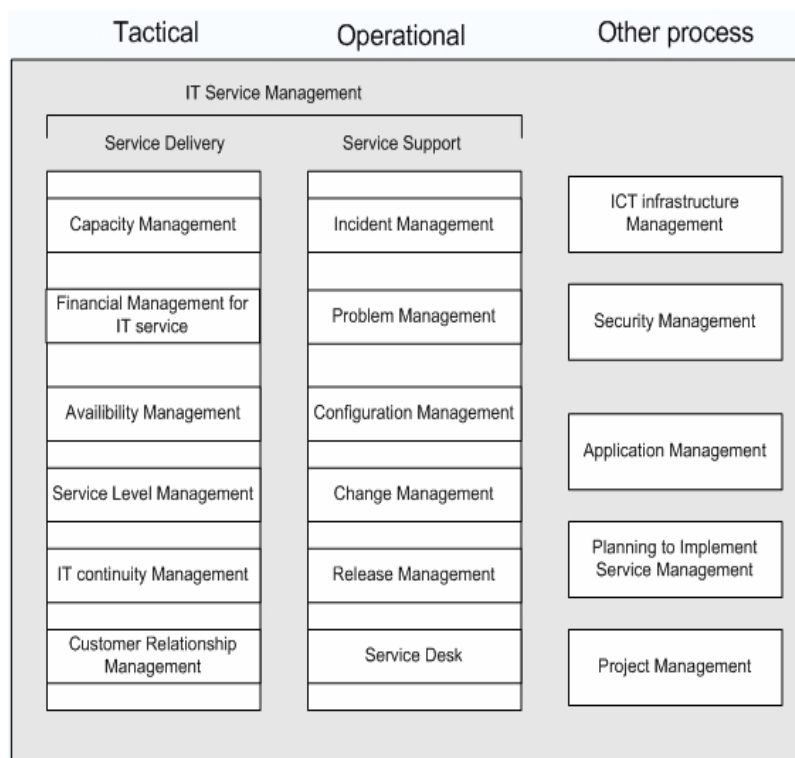 Tactical
Operational
Other process
IT Service Management
Service Delivery
Service Support
Capacity Management
Financial Management for
IT service
Availibility Management
Service Level Management
IT continuity Management
Customer Relationship
Management
Incident Management
Problem Management
Configuration Management
Change Management
Release Management
Service Desk
ICT infrastructure
Management
Security Management
Application Management
Planning to Implement
Service Management
Project Management